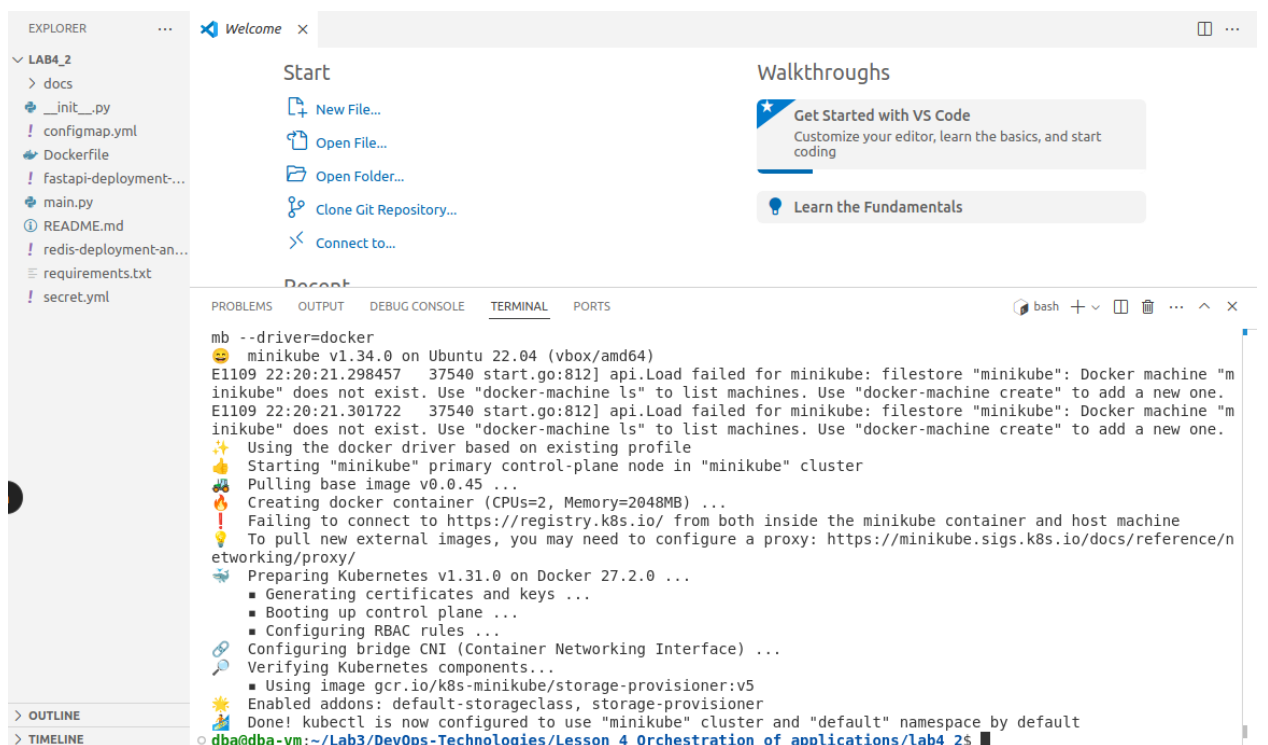 EXPLORER ...
Welcome
LAB4_2
docs
__init__.py
configmap.yml
Dockerfile
fastapi-deployment-...
main.py
README.md
redis-deployment-an...
requirements.txt
secret.yml
OUTLINE
TIMELINE
Start
New File...
Open File...
Open Folder...
Clone Git Repository...
Connect to...
Recent
Walkthroughs
Get Started with VS Code
Customize your editor, learn the basics, and start
coding
Learn the Fundamentals
PROBLEMS OUTPUT DEBUG CONSOLE TERMINAL PORTS
bash
mb --driver=docker
😄 minikube v1.34.0 on Ubuntu 22.04 (vbox/amd64)
E1109 22:20:21.298457   37540 start.go:812] api.Load failed for minikube: filestore "minikube": Docker machine "m
inikube" does not exist. Use "docker-machine ls" to list machines. Use "docker-machine create" to add a new one.
E1109 22:20:21.301722   37540 start.go:812] api.Load failed for minikube: filestore "minikube": Docker machine "m
inikube" does not exist. Use "docker-machine ls" to list machines. Use "docker-machine create" to add a new one.
✨ Using the docker driver based on existing profile
👍 Starting "minikube" primary control-plane node in "minikube" cluster
🚜 Pulling base image v0.0.45 ...
🔥 Creating docker container (CPUs=2, Memory=2048MB) ...
❗ Failing to connect to https://registry.k8s.io/ from both inside the minikube container and host machine
💡 To pull new external images, you may need to configure a proxy: https://minikube.sigs.k8s.io/docs/reference/n
etworking/proxy/
🐳 Preparing Kubernetes v1.31.0 on Docker 27.2.0 ...
▪ Generating certificates and keys ...
▪ Booting up control plane ...
▪ Configuring RBAC rules ...
🔗 Configuring bridge CNI (Container Networking Interface) ...
🔎 Verifying Kubernetes components...
▪ Using image gcr.io/k8s-minikube/storage-provisioner:v5
🌟 Enabled addons: default-storageclass, storage-provisioner
🏄 Done! kubectl is now configured to use "minikube" cluster and "default" namespace by default
dba@dba-vm:~/Lab3/DevOps-Technologies/Lesson_4_Orchestration_of_applications/lab4_2$